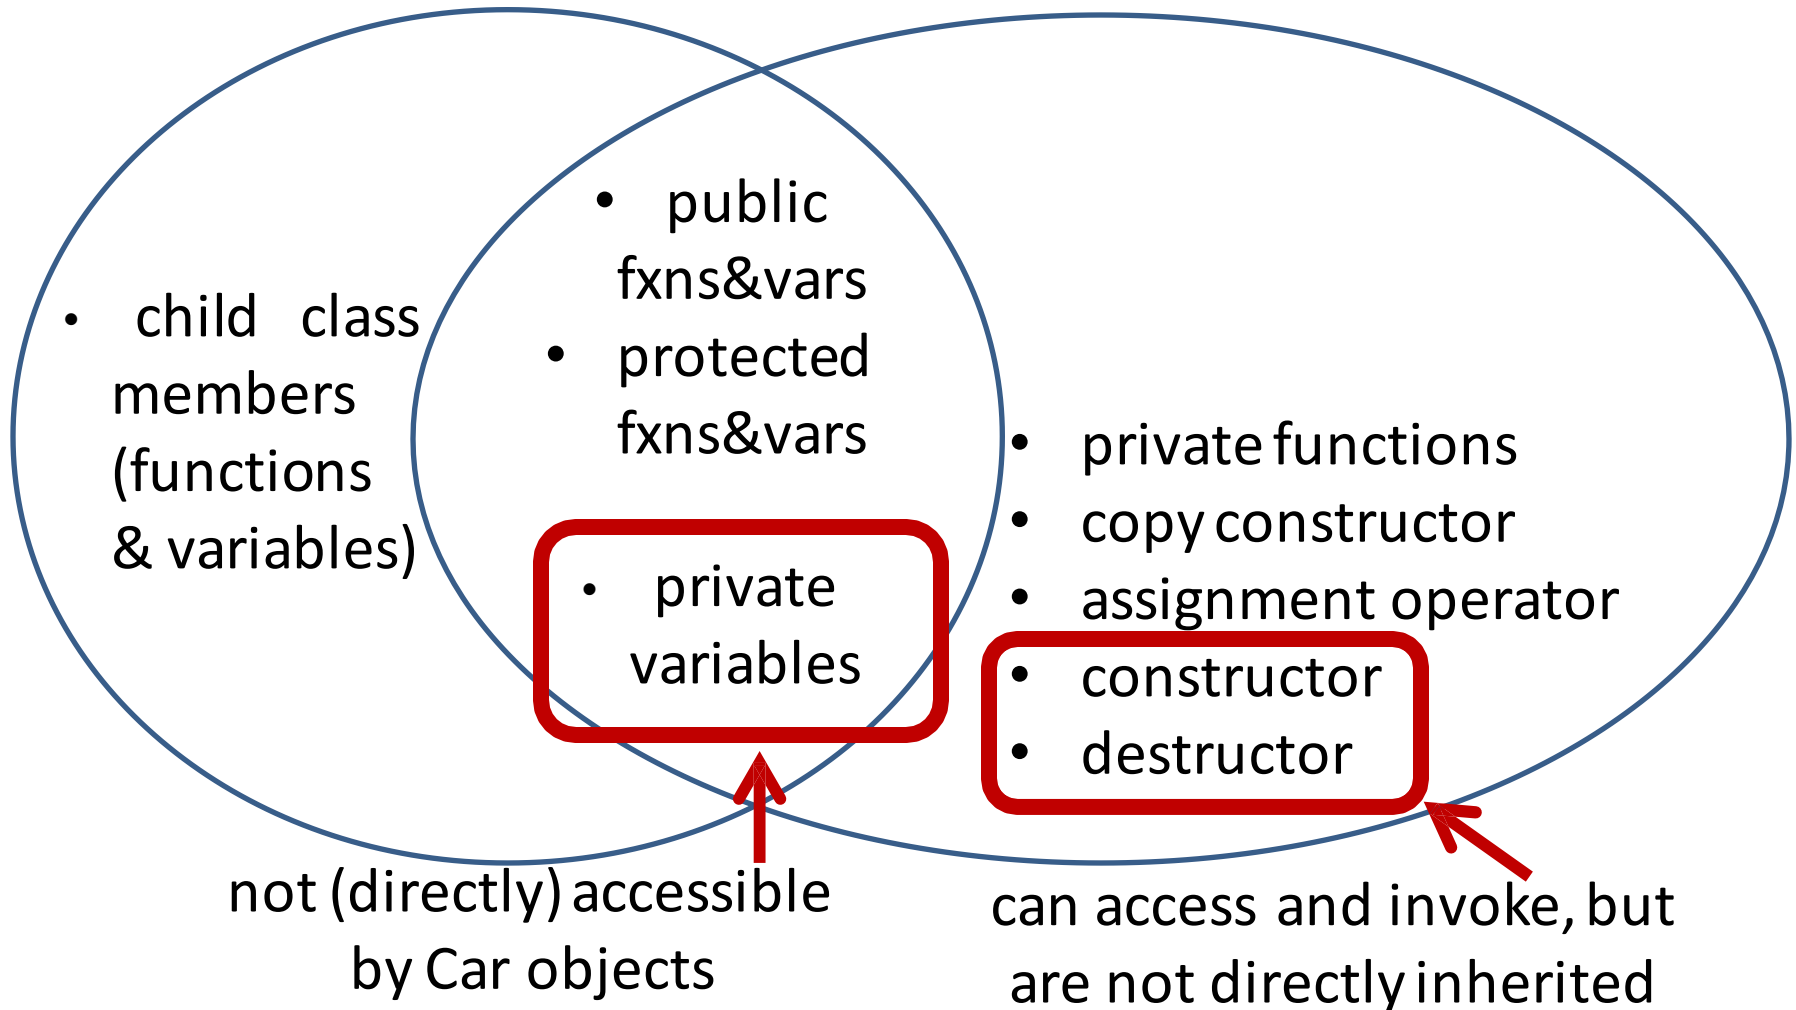 • child class
members
(functions
& variables)
• public
fxns&vars
• protected
fxns&vars
• private
variables
• private functions
• copy constructor
• assignment operator
• constructor
• destructor
not (directly) accessible
by Car objects
can access and invoke, but
are not directly inherited